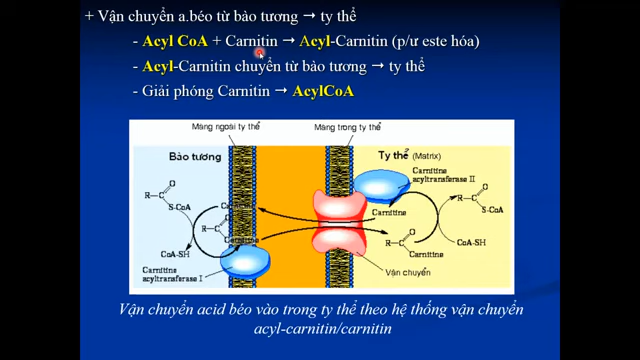 + Vận chuyển a.béo từ bào tương → ty thể
- Acyl CoA + Carnitin → Acyl-Carnitin (p/ư este hóa)
- Acyl-Carnitin chuyển từ bào tương → ty thể
- Giải phóng Carnitin → AcylCoA
Màng ngoài ty thể
Màng trong ty thể
Bào tương
Ty thể (Matrix)
Carnitine
acyltransferase II
R-C
O
S-CoA
R-C
O
CoA-SH
Carnitine
acyltransferase I
Carnitine
R-C
O
Carnitine
R-C
O
S-CoA
CoA-SH
Vận chuyển
Vận chuyển acid béo vào trong ty thể theo hệ thống vận chuyển
acyl-carnitin/carnitin